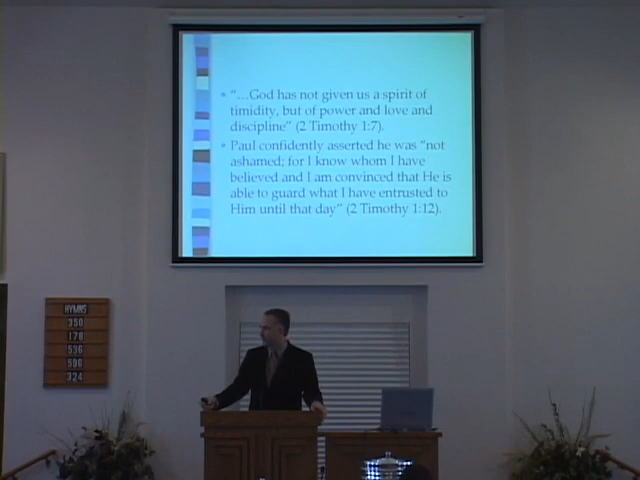 “…God has not given us a spirit of
timidity, but of power and love and
discipline” (2 Timothy 1:7).
Paul confidently asserted he was “not
ashamed; for I know whom I have
believed and I am convinced that He is
able to guard what I have entrusted to
Him until that day” (2 Timothy 1:12).
HYMNS
350
178
536
500
324